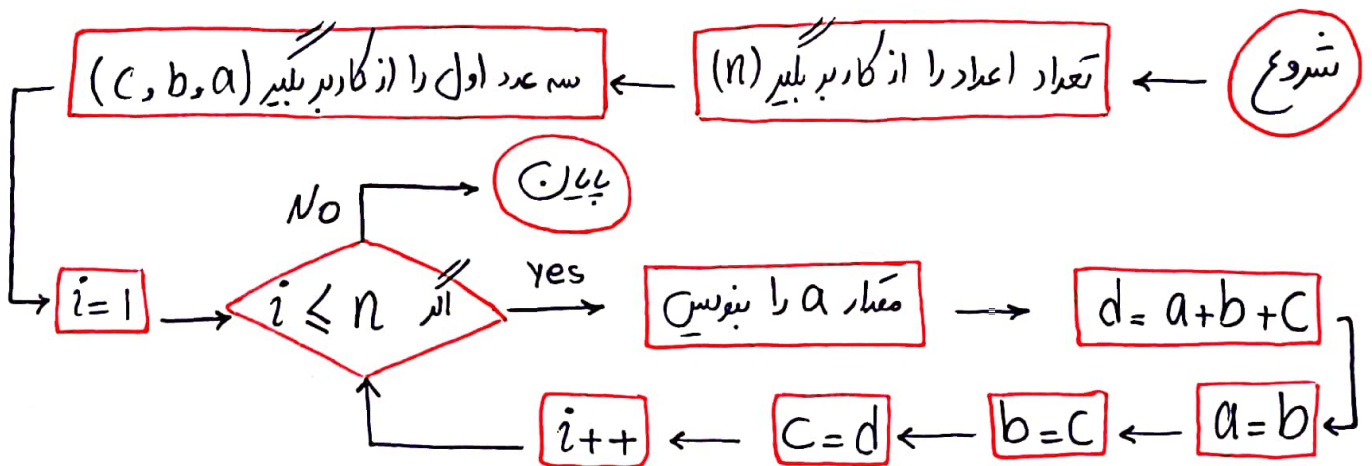 شروع
تعداد اعداد را از کاربر بگیر (n)
سه عدد اول را از کاربر بگیر (c, b, a)
i=1
اگر i ≤ n
No
پایان
yes
مقدار a را بنویس
d= a+b+c
a=b
b=c
c=d
i++